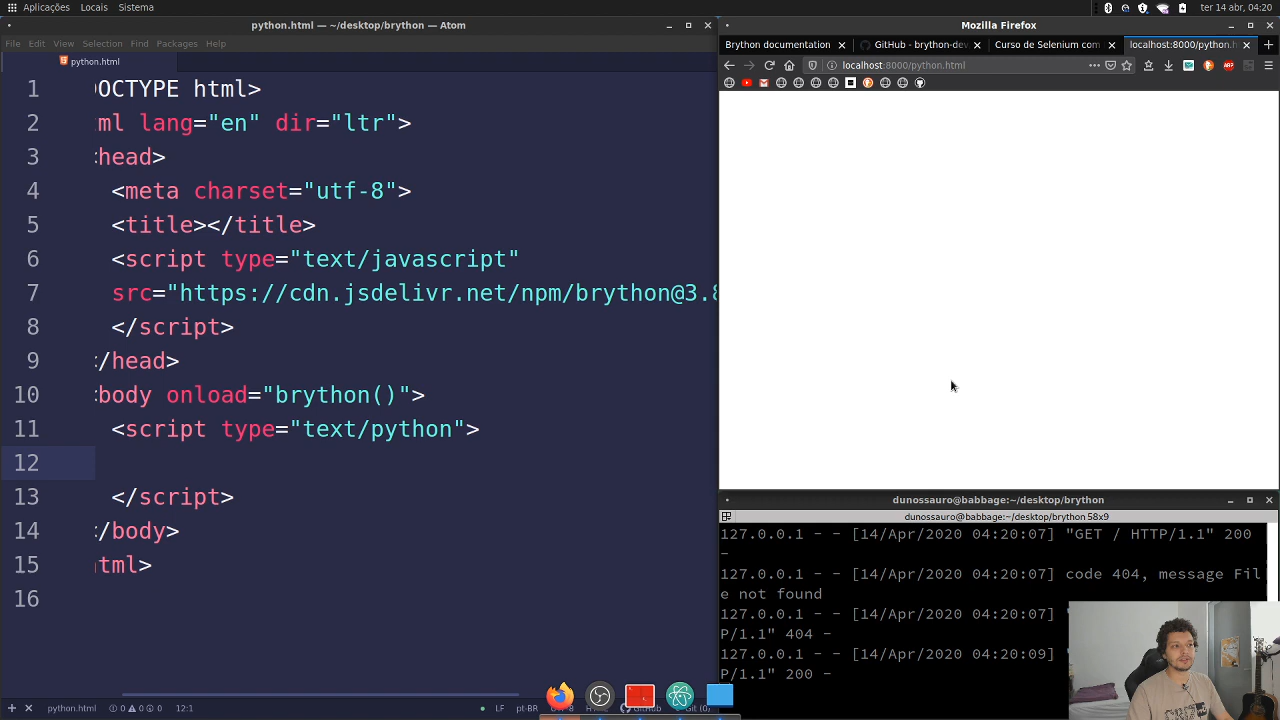 Aplicações Locais Sistema
ter 14 abr, 04:20
python.html — ~/desktop/brython — Atom
File Edit View Selection Find Packages Help
python.html
1 OCTYPE html>
2 ml lang="en" dir="ltr">
3 head>
4 <meta charset="utf-8">
5 <title></title>
6 <script type="text/javascript"
7 src="https://cdn.jsdelivr.net/npm/brython@3.8
8 </script>
9 /head>
10 body onload="brython()">
11 <script type="text/python">
12
13 </script>
14 /body>
15 tml>
16
python.html 0 0 0 12:1
LF pt-BR GitHub Git (0)
Mozilla Firefox
Brython documentation
GitHub - brython-dev
Curso de Selenium com
localhost:8000/python.h
localhost:8000/python.html
dunossauro@babbage:~/desktop/brython
dunossauro@babbage:~/desktop/brython 58x9
127.0.0.1 - - [14/Apr/2020 04:20:07] "GET / HTTP/1.1" 200
-
127.0.0.1 - - [14/Apr/2020 04:20:07] code 404, message Fil
e not found
127.0.0.1 - - [14/Apr/2020 04:20:07] "
P/1.1" 404 -
127.0.0.1 - - [14/Apr/2020 04:20:09] "
P/1.1" 200 -